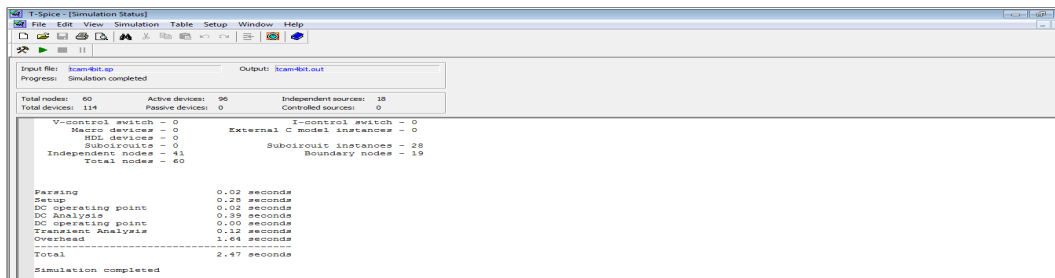 T-Spice - [Simulation Status]
File Edit View Simulation Table Setup Window Help
Input file: tcam4bit.sp Output: tcam4bit.out
Progress: Simulation completed
Total nodes: 60 Active devices: 96 Independent sources: 18
Total devices: 114 Passive devices: 0 Controlled sources: 0
V-control switch - 0 I-control switch - 0
Macro devices - 0 External C model instances - 0
HDL devices - 0
Subcircuits - 0 Subcircuit instances - 28
Independent nodes - 41 Boundary nodes - 19
Total nodes - 60
Parsing 0.02 seconds
Setup 0.28 seconds
DC operating point 0.02 seconds
DC Analysis 0.39 seconds
DC operating point 0.00 seconds
Transient Analysis 0.12 seconds
Overhead 1.64 seconds
-----------------------------------------
Total 2.47 seconds
Simulation completed